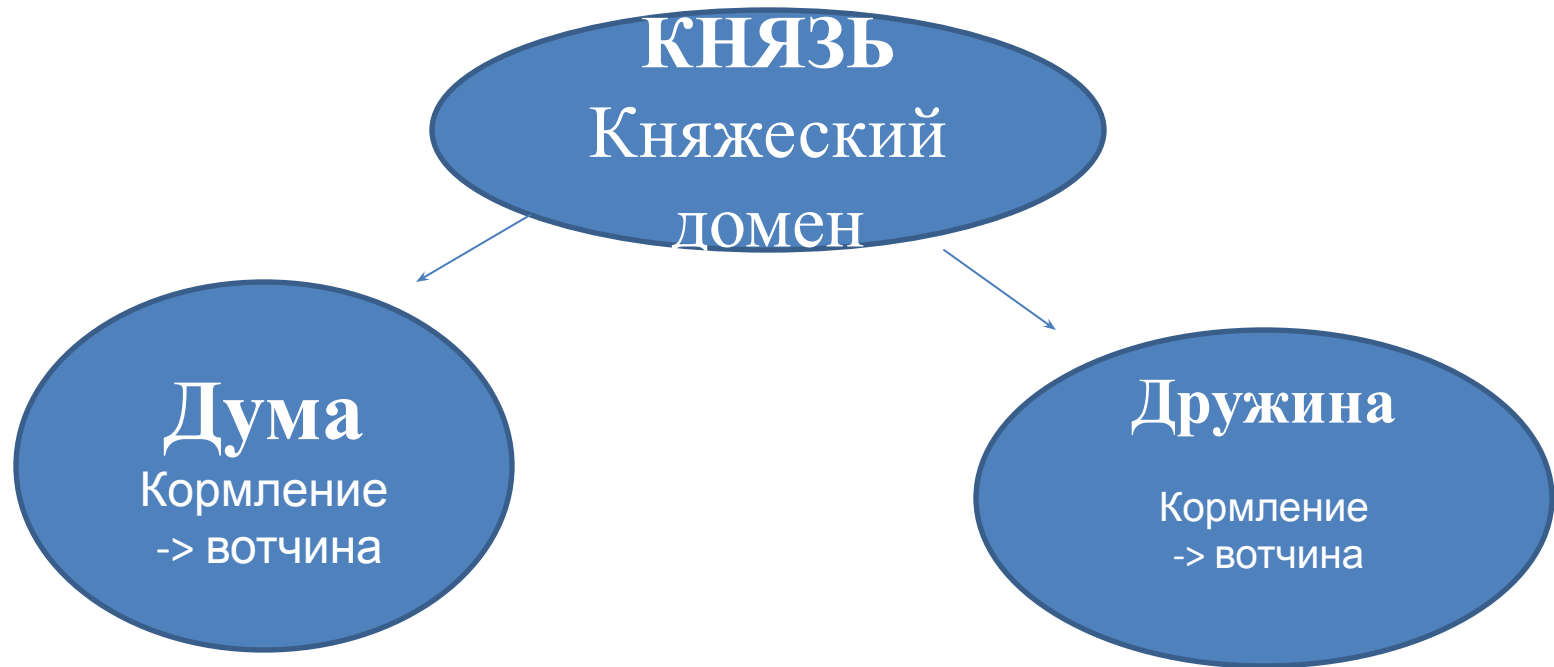 КНЯЗЬ
Княжеский
домен
Дума
Кормление
-> вотчина
Дружина
Кормление
-> вотчина